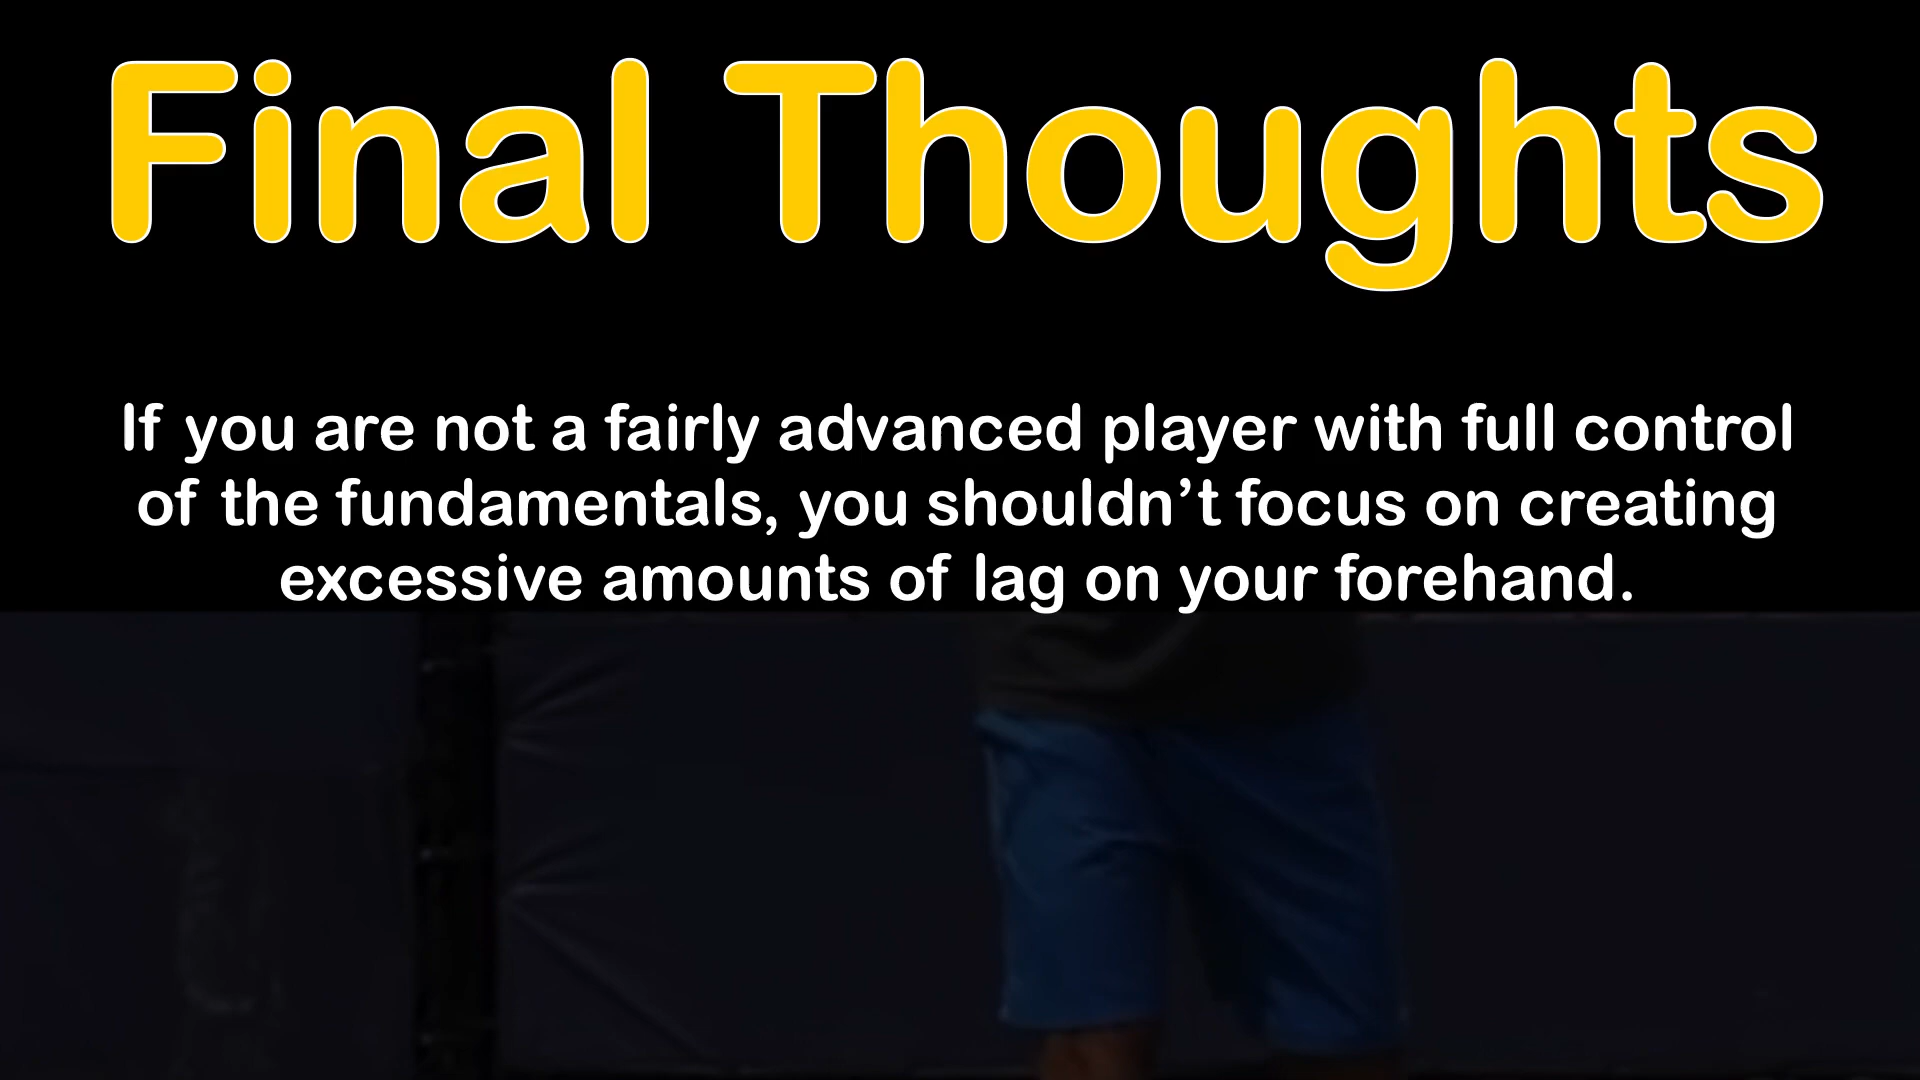 Final Thoughts
If you are not a fairly advanced player with full control
of the fundamentals, you shouldn’t focus on creating
excessive amounts of lag on your forehand.